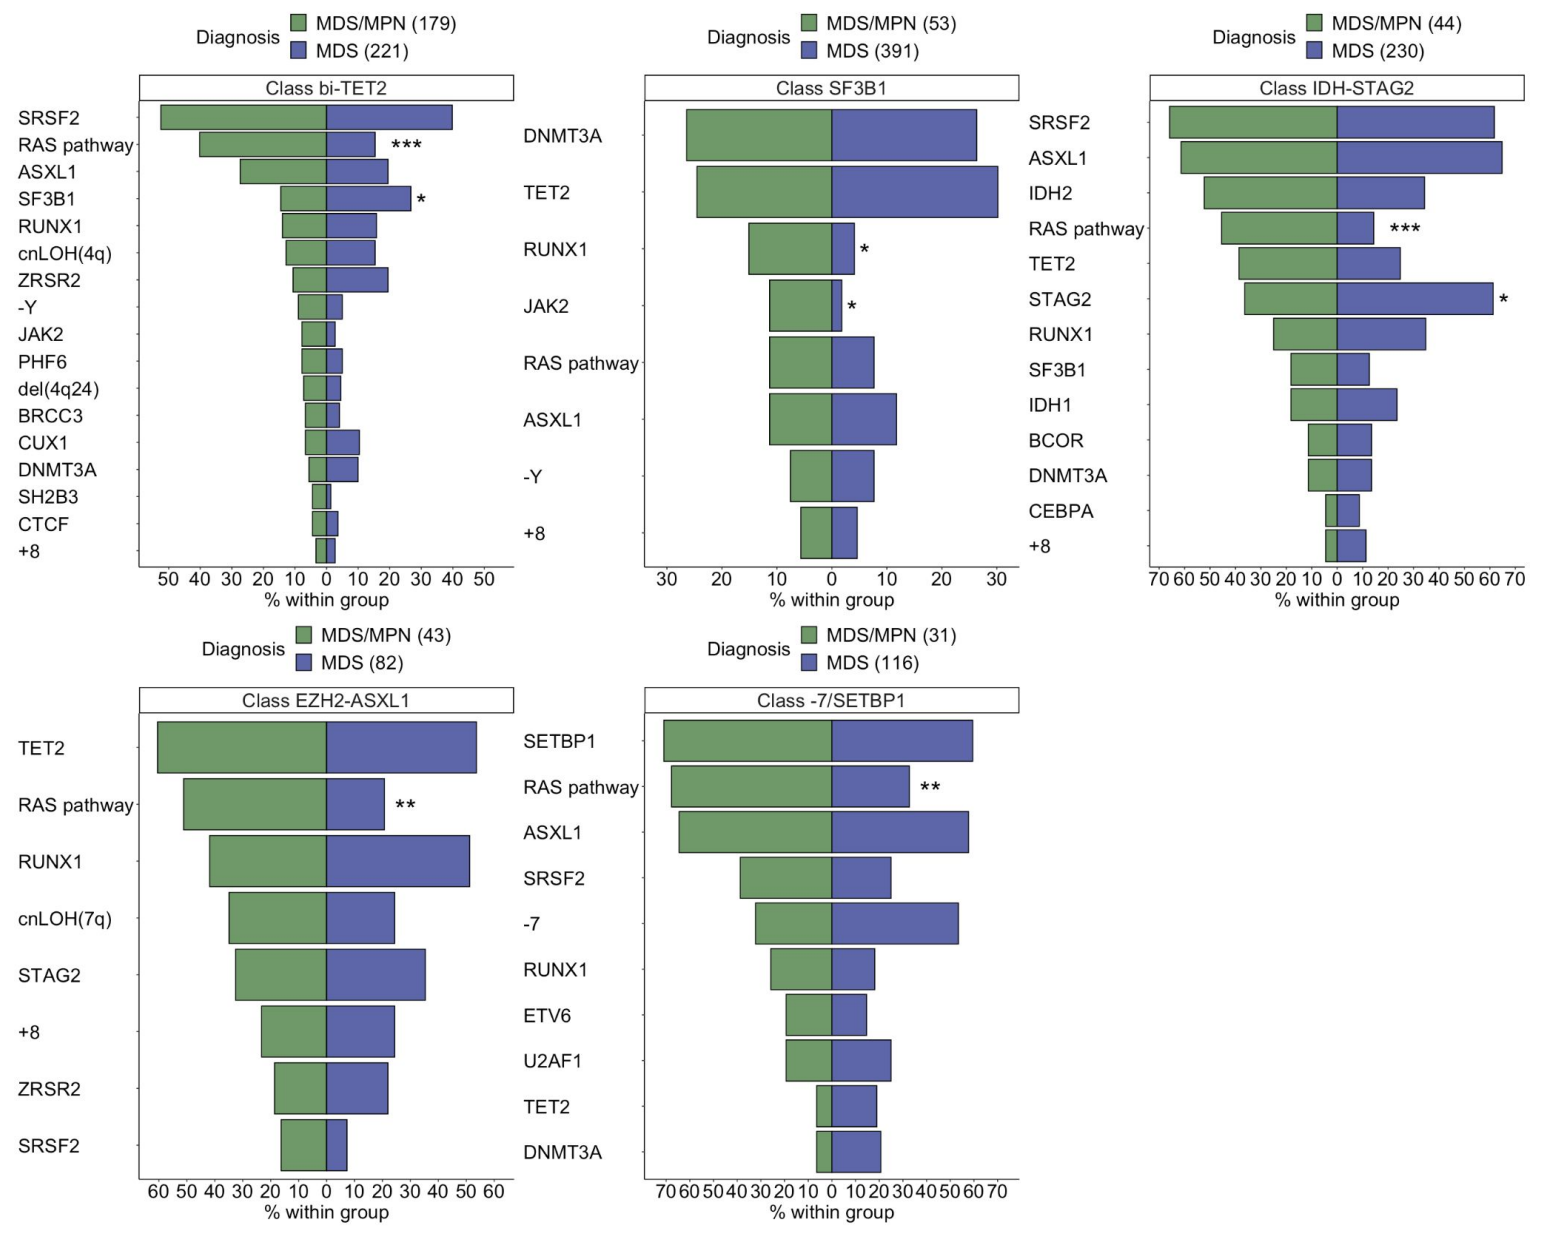 Diagnosis
MDS/MPN (179)
MDS (221)
Class bi-TET2
SRSF2
RAS pathway
***
ASXL1
SF3B1
*
RUNX1
cnLOH(4q)
ZRSR2
-Y
JAK2
PHF6
del(4q24)
BRCC3
CUX1
DNMT3A
SH2B3
CTCF
+8
50 40 30 20 10 0 10 20 30 40 50
% within group
Diagnosis
MDS/MPN (53)
MDS (391)
Class SF3B1
DNMT3A
TET2
RUNX1
*
JAK2
*
RAS pathway
ASXL1
-Y
+8
30 20 10 0 10 20 30
% within group
Diagnosis
MDS/MPN (44)
MDS (230)
Class IDH-STAG2
SRSF2
ASXL1
IDH2
RAS pathway
***
TET2
STAG2
*
RUNX1
SF3B1
IDH1
BCOR
DNMT3A
CEBPA
+8
70 60 50 40 30 20 10 0 10 20 30 40 50 60 70
% within group
Diagnosis
MDS/MPN (43)
MDS (82)
Class EZH2-ASXL1
TET2
RAS pathway
**
RUNX1
cnLOH(7q)
STAG2
+8
ZRSR2
SRSF2
60 50 40 30 20 10 0 10 20 30 40 50 60
% within group
Diagnosis
MDS/MPN (31)
MDS (116)
Class -7/SETBP1
SETBP1
RAS pathway
**
ASXL1
SRSF2
-7
RUNX1
ETV6
U2AF1
TET2
DNMT3A
70 60 50 40 30 20 10 0 10 20 30 40 50 60 70
% within group